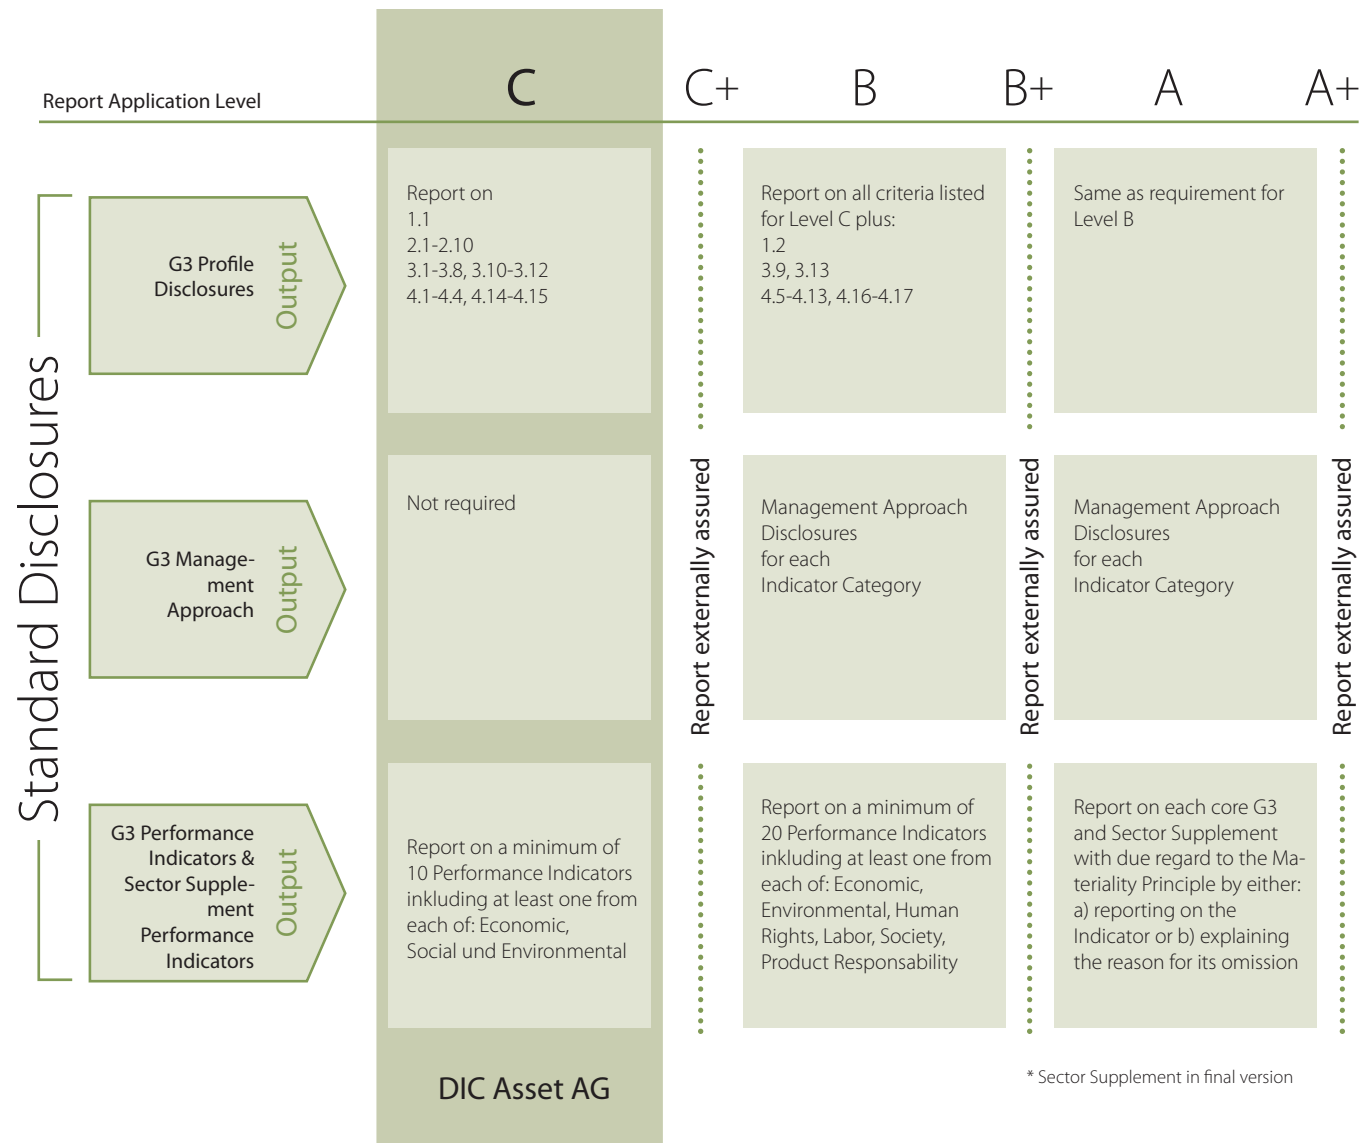 Report Application Level
C
C+
B
B+
A
A+
Standard Disclosures
G3 Profile
Disclosures
Output
Report on
1.1
2.1-2.10
3.1-3.8, 3.10-3.12
4.1-4.4, 4.14-4.15
Report on all criteria listed
for Level C plus:
1.2
3.9, 3.13
4.5-4.13, 4.16-4.17
Same as requirement for
Level B
G3 Manage-
ment
Approach
Output
Not required
Report externally assured
Management Approach
Disclosures
for each
Indicator Category
Report externally assured
Management Approach
Disclosures
for each
Indicator Category
Report externally assured
G3 Performance
Indicators &
Sector Supple-
ment
Performance
Indicators
Output
Report on a minimum of
10 Performance Indicators
inkluding at least one from
each of: Economic,
Social und Environmental
Report on a minimum of
20 Performance Indicators
inkluding at least one from
each of: Economic,
Environmental, Human
Rights, Labor, Society,
Product Responsability
Report on each core G3
and Sector Supplement
with due regard to the Ma-
teriality Principle by either:
a) reporting on the
Indicator or b) explaining
the reason for its omission
DIC Asset AG
* Sector Supplement in final version